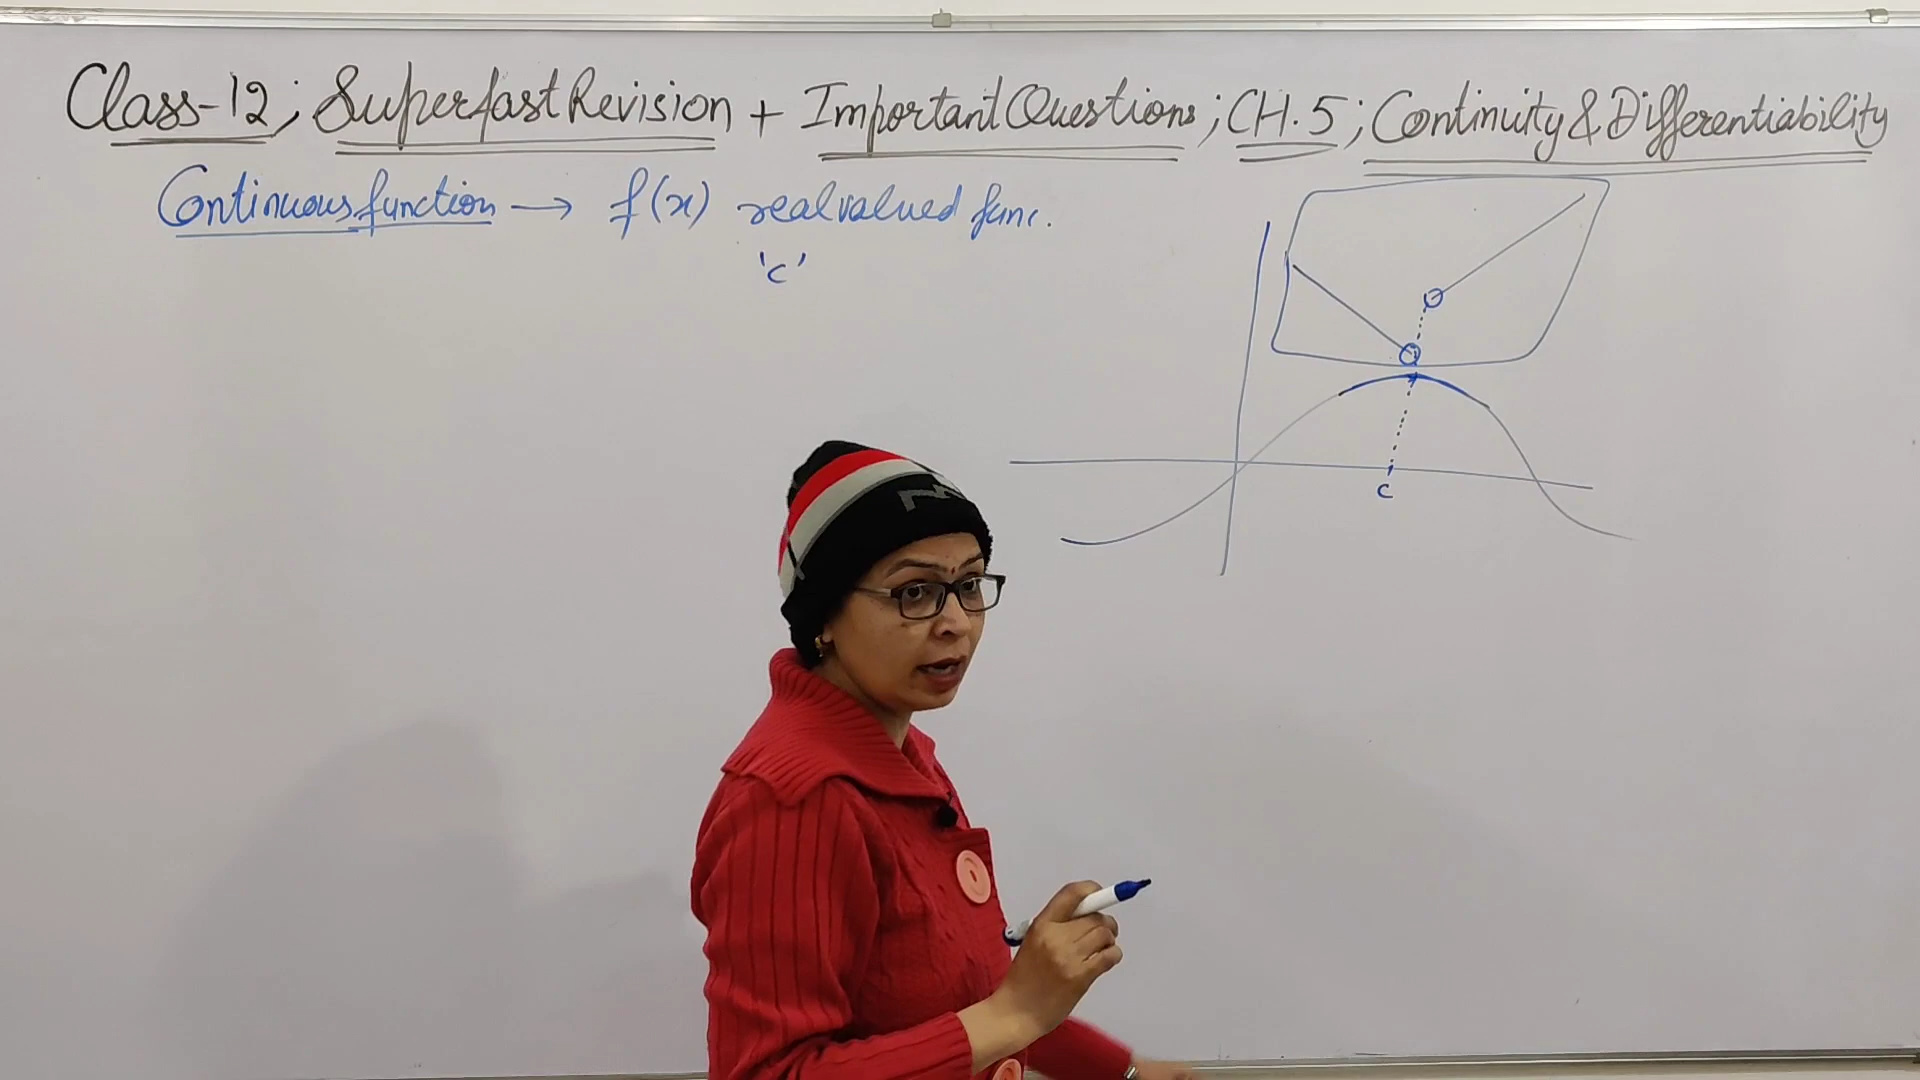 Class-12; Superfast Revision + Important Questions; CH.5; Continuity & Differentiability
Continuous function → f(x) real valued func.
'c'
c